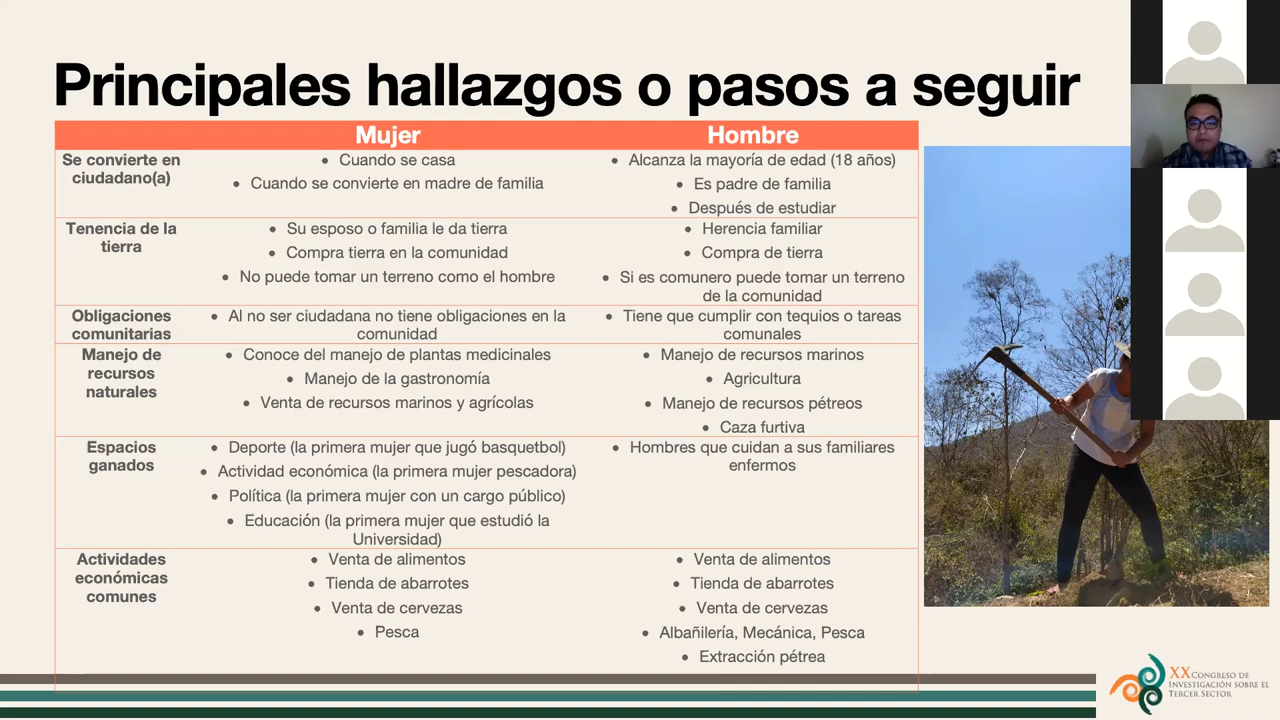 Principales hallazgos o pasos a seguir
Mujer
Hombre
Se convierte en
ciudadano(a)
• Cuando se casa
• Cuando se convierte en madre de familia
• Alcanza la mayoría de edad (18 años)
• Es padre de familia
• Después de estudiar
Tenencia de la
tierra
• Su esposo o familia le da tierra
• Compra tierra en la comunidad
• No puede tomar un terreno como el hombre
• Herencia familiar
• Compra de tierra
• Si es comunero puede tomar un terreno
de la comunidad
Obligaciones
comunitarias
• Al no ser ciudadana no tiene obligaciones en la
comunidad
• Tiene que cumplir con tequios o tareas
comunales
Manejo de
recursos
naturales
• Conoce del manejo de plantas medicinales
• Manejo de la gastronomía
• Venta de recursos marinos y agrícolas
• Manejo de recursos marinos
• Agricultura
• Manejo de recursos pétreos
• Caza furtiva
Espacios
ganados
• Deporte (la primera mujer que jugó basquetbol)
• Actividad económica (la primera mujer pescadora)
• Política (la primera mujer con un cargo público)
• Educación (la primera mujer que estudió la
Universidad)
• Hombres que cuidan a sus familiares
enfermos
Actividades
económicas
comunes
• Venta de alimentos
• Tienda de abarrotes
• Venta de cervezas
• Pesca
• Venta de alimentos
• Tienda de abarrotes
• Venta de cervezas
• Albañilería, Mecánica, Pesca
• Extracción pétrea
XX Congreso de
Investigación sobre el
Tercer Sector